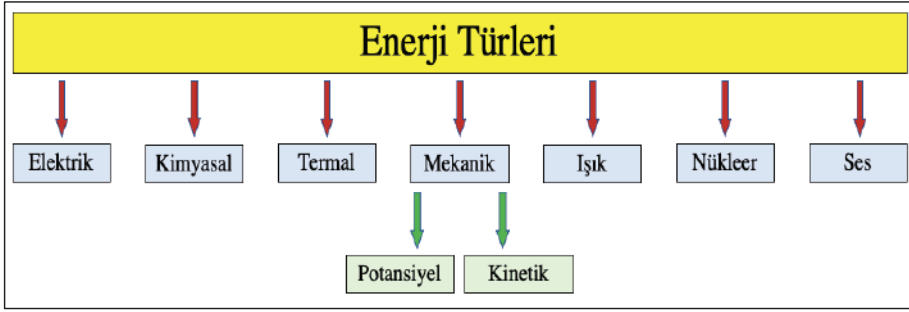 Enerji Türleri
Elektrik Kimyasal Termal Mekanik Işık Nükleer Ses
Potansiyel Kinetik